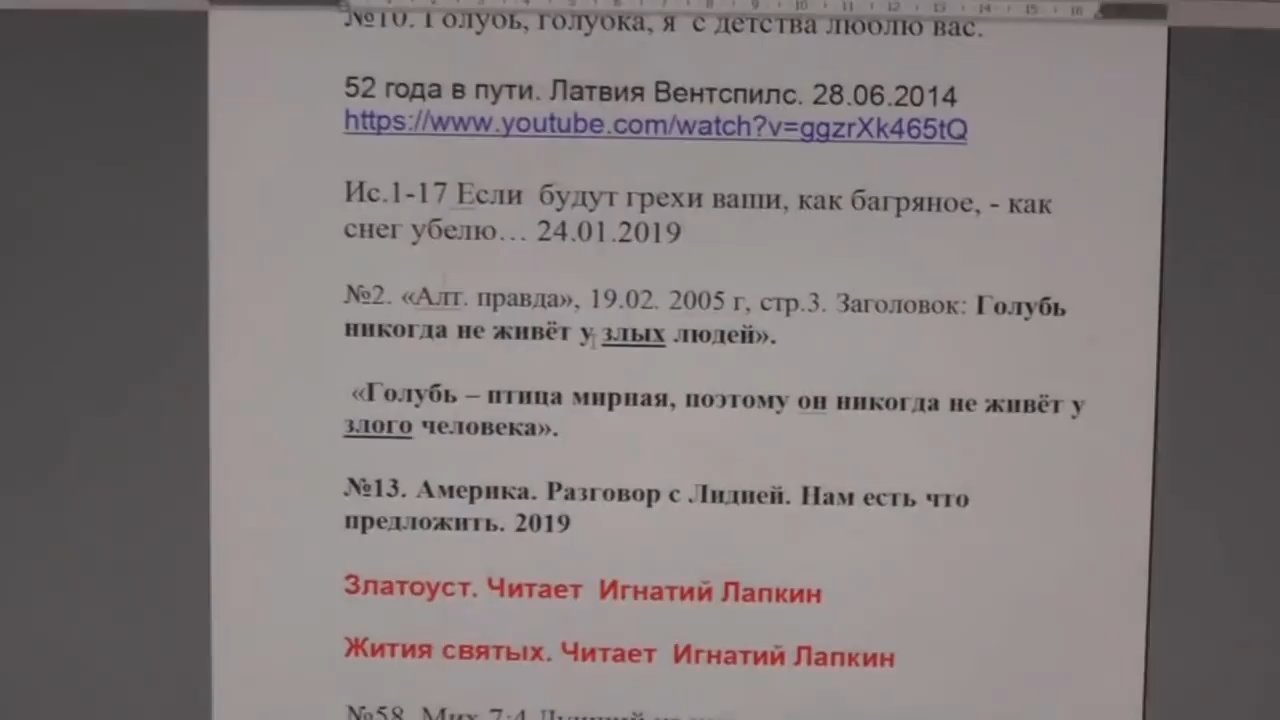 №10. Голубь, голубка, я с детства люблю вас.
52 года в пути. Латвия Вентспилс. 28.06.2014
https://www.youtube.com/watch?v=ggzrXk465tQ
Ис.1-17 Если будут грехи ваши, как багряное, - как
снег убелю… 24.01.2019
№2. «Алт. правда», 19.02. 2005 г, стр.3. Заголовок: Голубь
никогда не живёт у злых людей».
«Голубь – птица мирная, поэтому он никогда не живёт у
злого человека».
№13. Америка. Разговор с Лидией. Нам есть что
предложить. 2019
Златоуст. Читает Игнатий Лапкин
Жития святых. Читает Игнатий Лапкин
№58. Мих.7:4